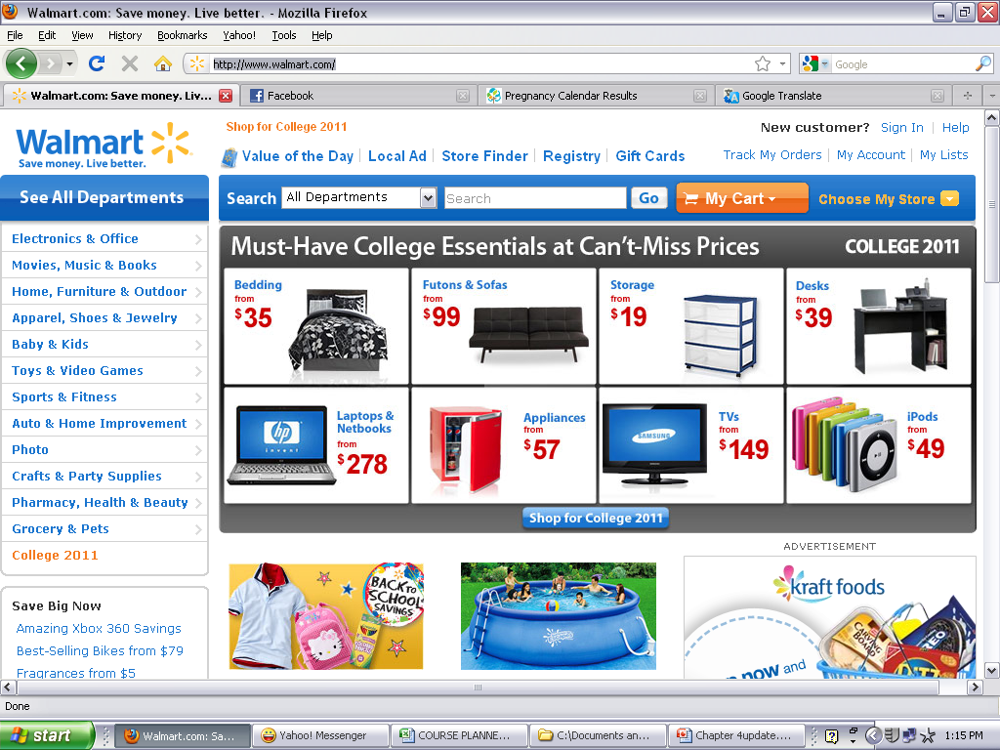 Walmart.com: Save money. Live better. - Mozilla Firefox
File Edit View History Bookmarks Yahoo! Tools Help
http://www.walmart.com/
Google
Walmart.com: Save money. Liv...
Facebook
Pregnancy Calendar Results
Google Translate
Walmart
Save money. Live better.
Shop for College 2011
New customer? Sign In | Help
Value of the Day | Local Ad | Store Finder | Registry | Gift Cards
Track My Orders | My Account | My Lists
See All Departments
Search All Departments Search Go My Cart Choose My Store
Electronics & Office
Movies, Music & Books
Home, Furniture & Outdoor
Apparel, Shoes & Jewelry
Baby & Kids
Toys & Video Games
Sports & Fitness
Auto & Home Improvement
Photo
Crafts & Party Supplies
Pharmacy, Health & Beauty
Grocery & Pets
College 2011
Save Big Now
Amazing Xbox 360 Savings
Best-Selling Bikes from $79
Fragrances from $5
Must-Have College Essentials at Can't-Miss Prices
COLLEGE 2011
Bedding
from
$35
Futons & Sofas
from
$99
Storage
from
$19
Desks
from
$39
hp
invent
Laptops &
Netbooks
from
$278
Appliances
from
$57
SAMSUNG
TVs
from
$149
iPods
from
$49
Shop for College 2011
BACK TO
SCHOOL
SAVINGS
ADVERTISEMENT
kraft foods
now and
Done
start
Walmart.com: Sa...
Yahoo! Messenger
COURSE PLANNE...
C:\Documents an...
Chapter 4update....
1:15 PM